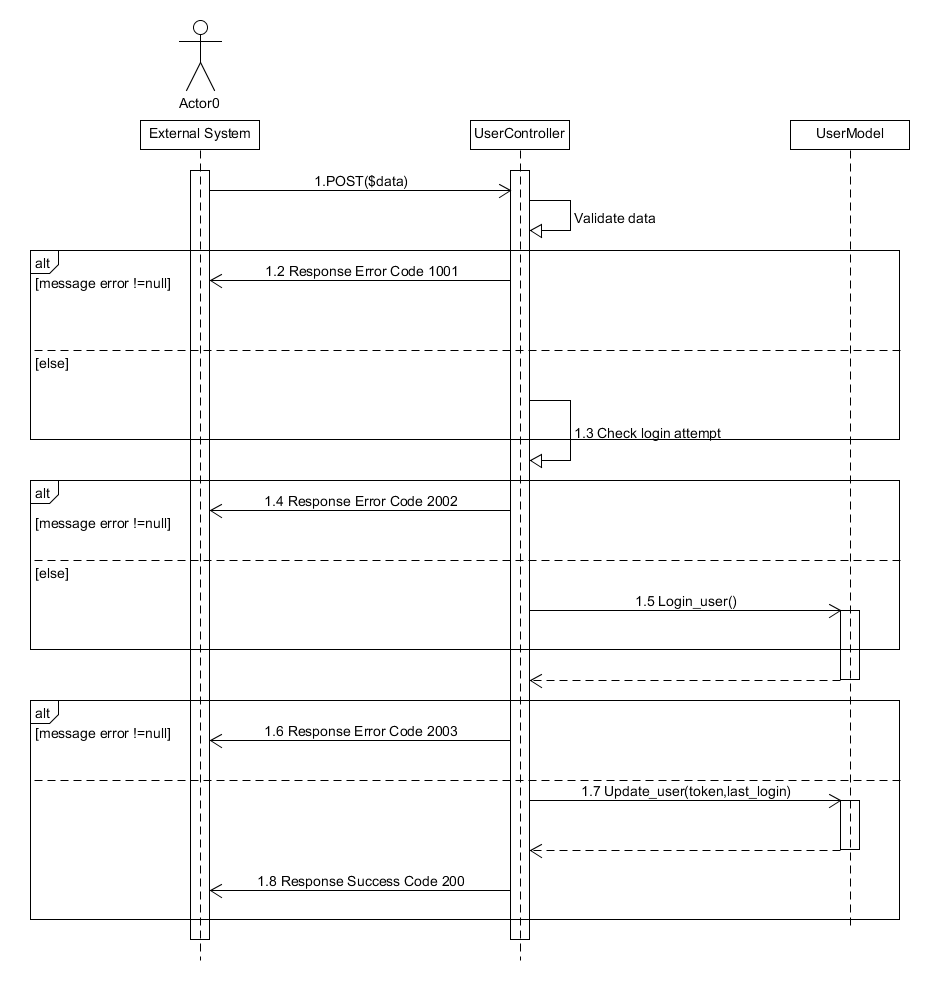 Actor0
External System
UserController
UserModel
1.POST($data)
Validate data
alt
1.2 Response Error Code 1001
[message error !=null]
[else]
1.3 Check login attempt
alt
1.4 Response Error Code 2002
[message error !=null]
[else]
1.5 Login_user()
alt
1.6 Response Error Code 2003
[message error !=null]
1.7 Update_user(token,last_login)
1.8 Response Success Code 200